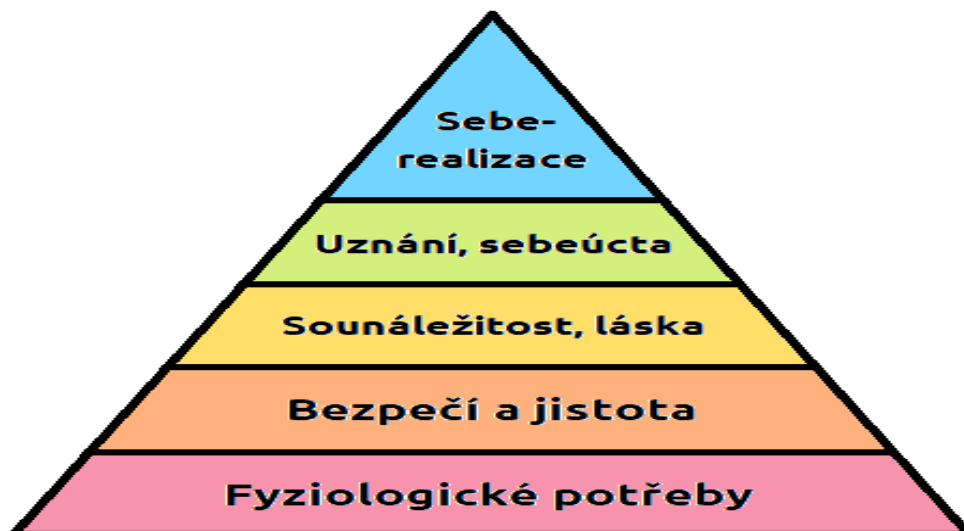 Sebe-
realizace
Uznání, sebeúcta
Sounáležitost, láska
Bezpečí a jistota
Fyziologické potřeby